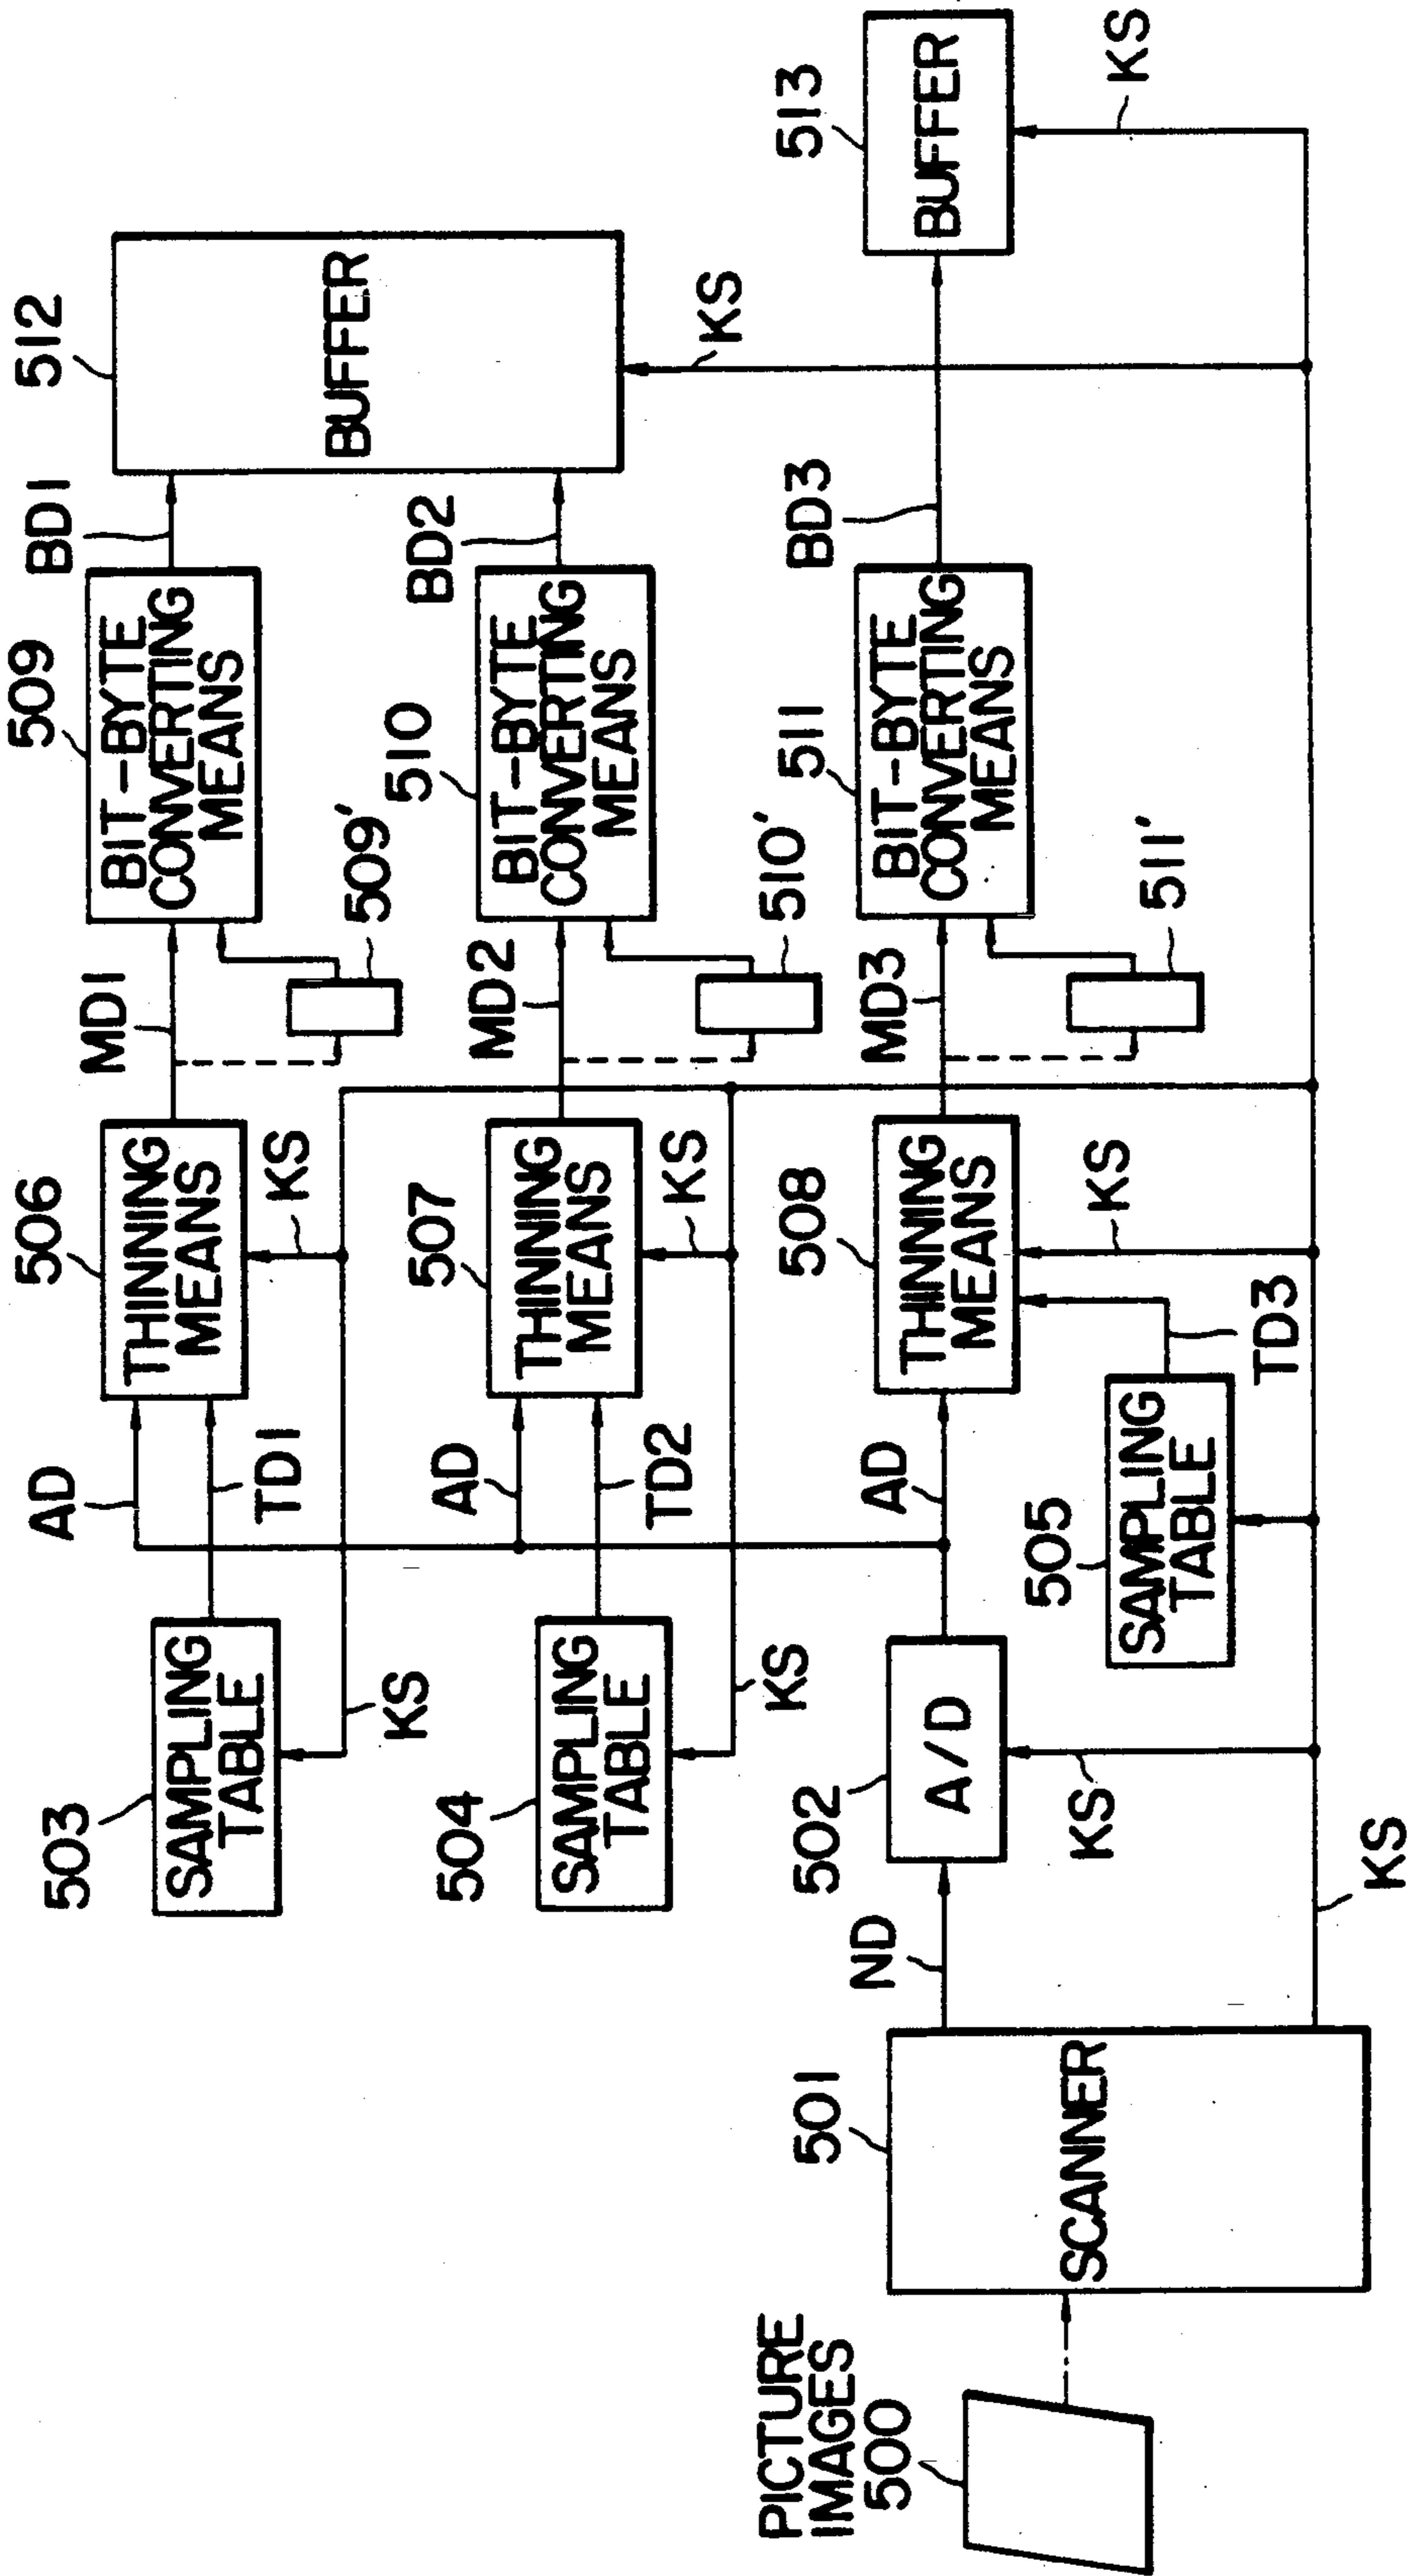 509
BD1
512
BIT-BYTE
CONVERTING
MEANS
BUFFER
506
MD1
509'
THINNING
MEANS
KS
KS
503
AD
TD1
SAMPLING
TABLE
KS
510
BD2
BIT-BYTE
CONVERTING
MEANS
507
MD2
510'
THINNING
MEANS
KS
504
AD
TD2
SAMPLING
TABLE
KS
511
BD3
513
BIT-BYTE
CONVERTING
MEANS
BUFFER
KS
508
MD3
511'
THINNING
MEANS
KS
502
AD
A/D
KS
505
SAMPLING
TABLE
TD3
501
ND
SCANNER
KS
PICTURE
IMAGES
500